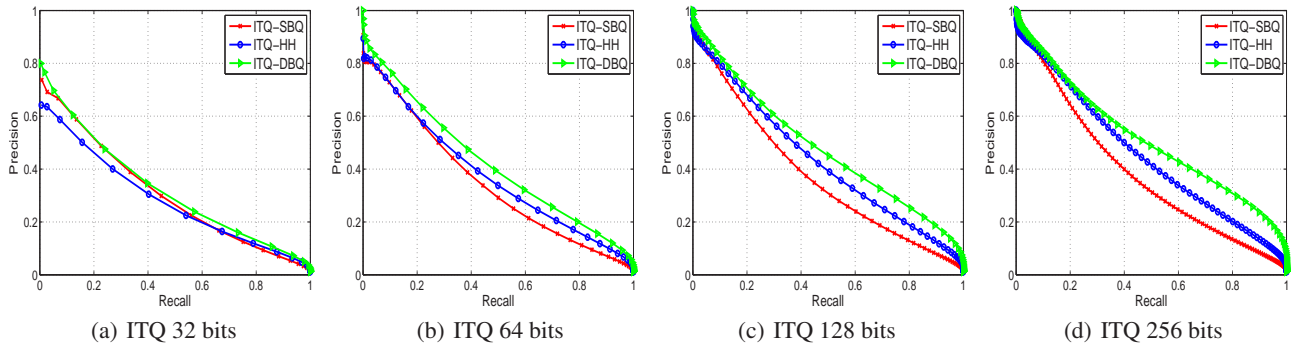 1
0.8
0.6
0.4
0.2
0
0 0.2 0.4 0.6 0.8 1
Precision
Recall
ITQ−SBQ
ITQ−HH
ITQ−DBQ
(a) ITQ 32 bits
1
0.8
0.6
0.4
0.2
0
0 0.2 0.4 0.6 0.8 1
Precision
Recall
ITQ−SBQ
ITQ−HH
ITQ−DBQ
(b) ITQ 64 bits
1
0.8
0.6
0.4
0.2
0
0 0.2 0.4 0.6 0.8 1
Precision
Recall
ITQ−SBQ
ITQ−HH
ITQ−DBQ
(c) ITQ 128 bits
1
0.8
0.6
0.4
0.2
0
0 0.2 0.4 0.6 0.8 1
Precision
Recall
ITQ−SBQ
ITQ−HH
ITQ−DBQ
(d) ITQ 256 bits